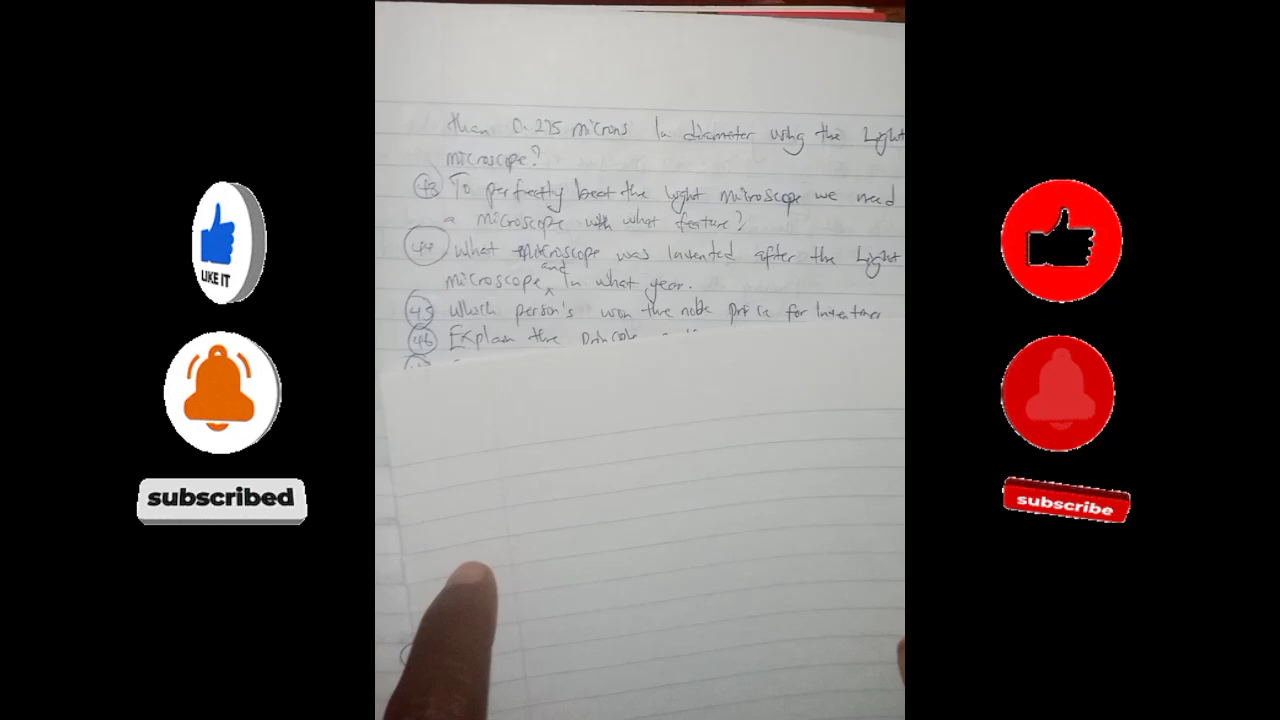 than 0.275 microns In diameter using the Light
microscope?
43 To perfectly beat the light microscope we need
a microscope with what feature?
44 what microscope was invented after the Light
microscope and in what year.
45 which person's won the noble price for
46 Explain the
LIKE IT
subscribed
subscribe